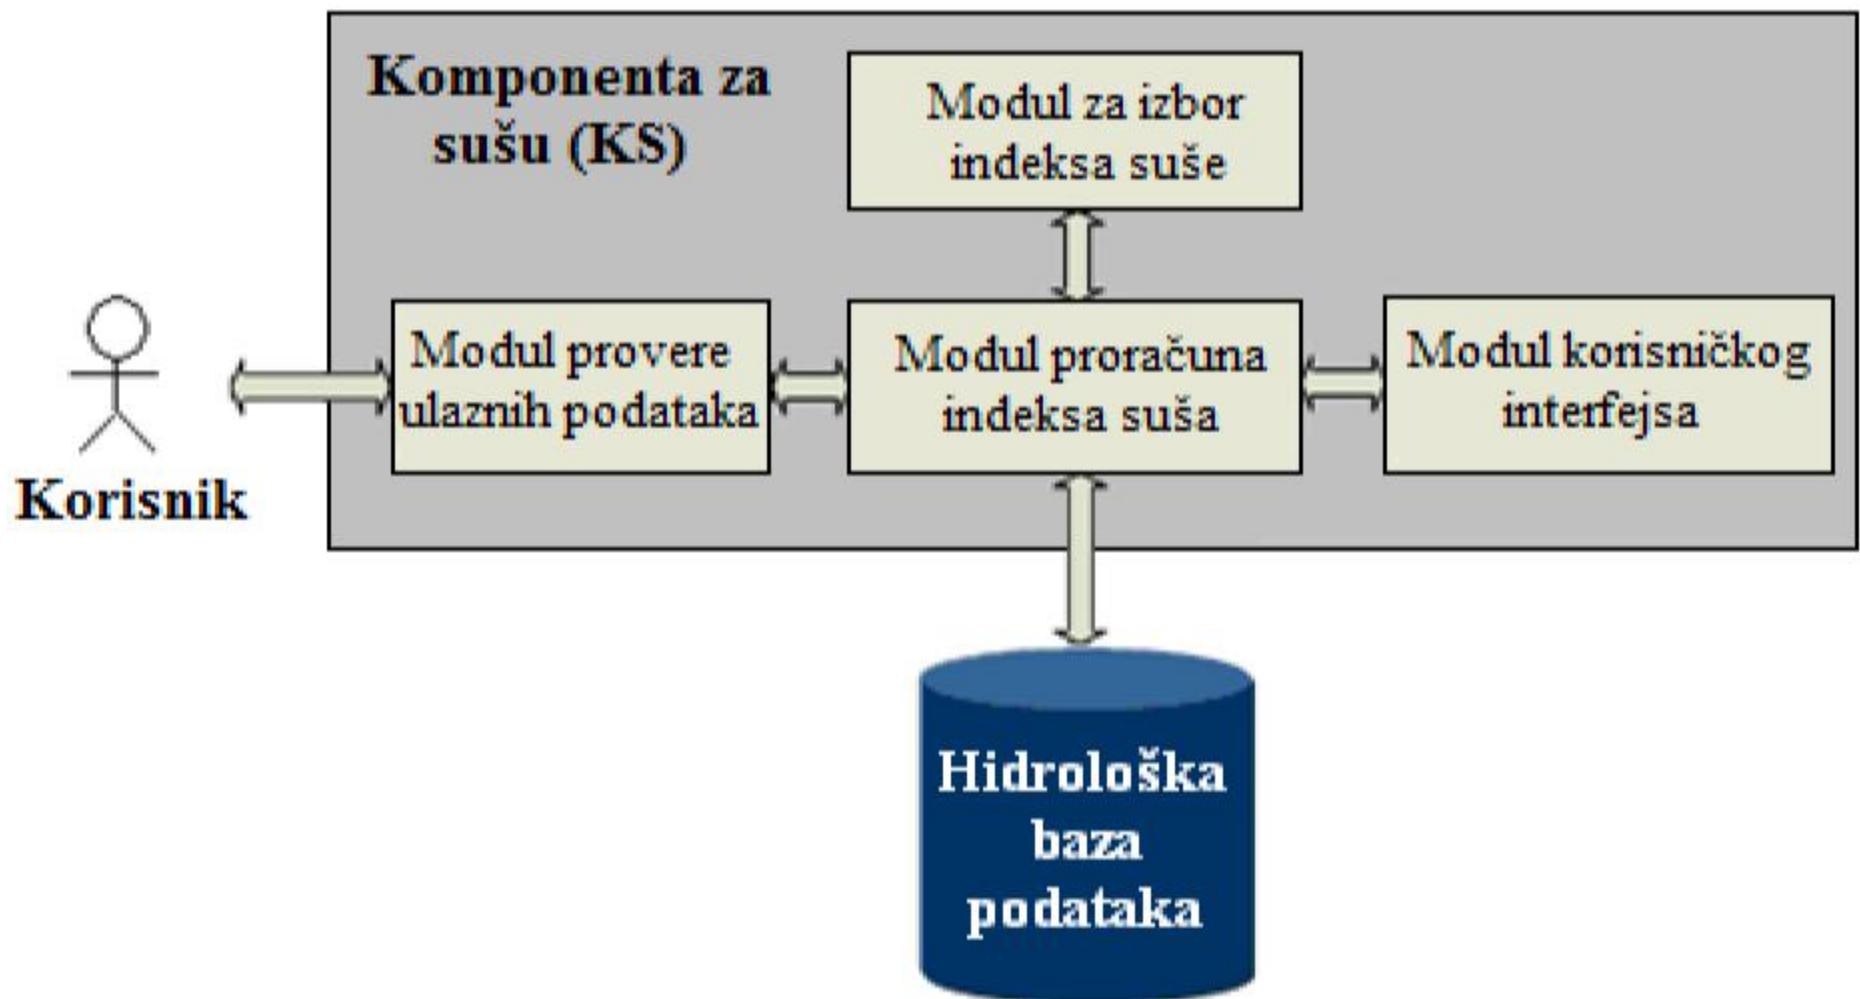 Komponenta za
sušu (KS)
Modul za izbor
indeksa suše
Modul provere
ulaznih podataka
Modul proračuna
indeksa suša
Modul korisničkog
interfejsa
Korisnik
Hidrološka
baza
podataka